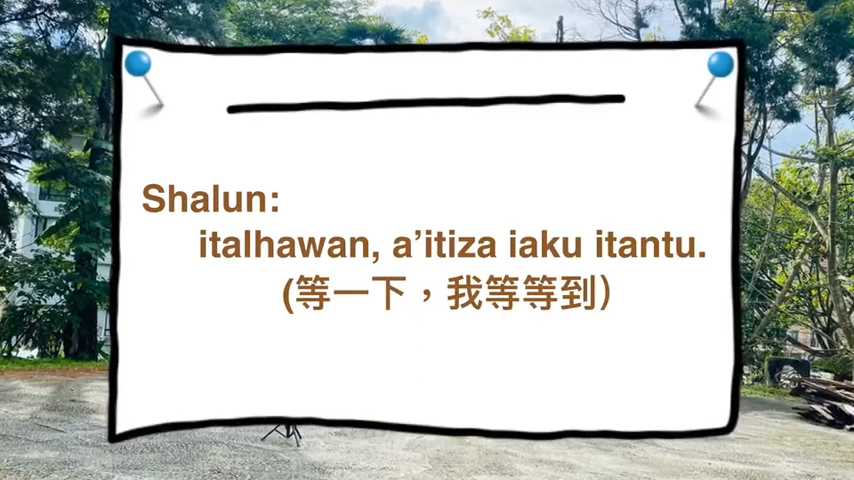 Shalun:
italhawan, a’itiza iaku itantu.
(等一下，我等等到）